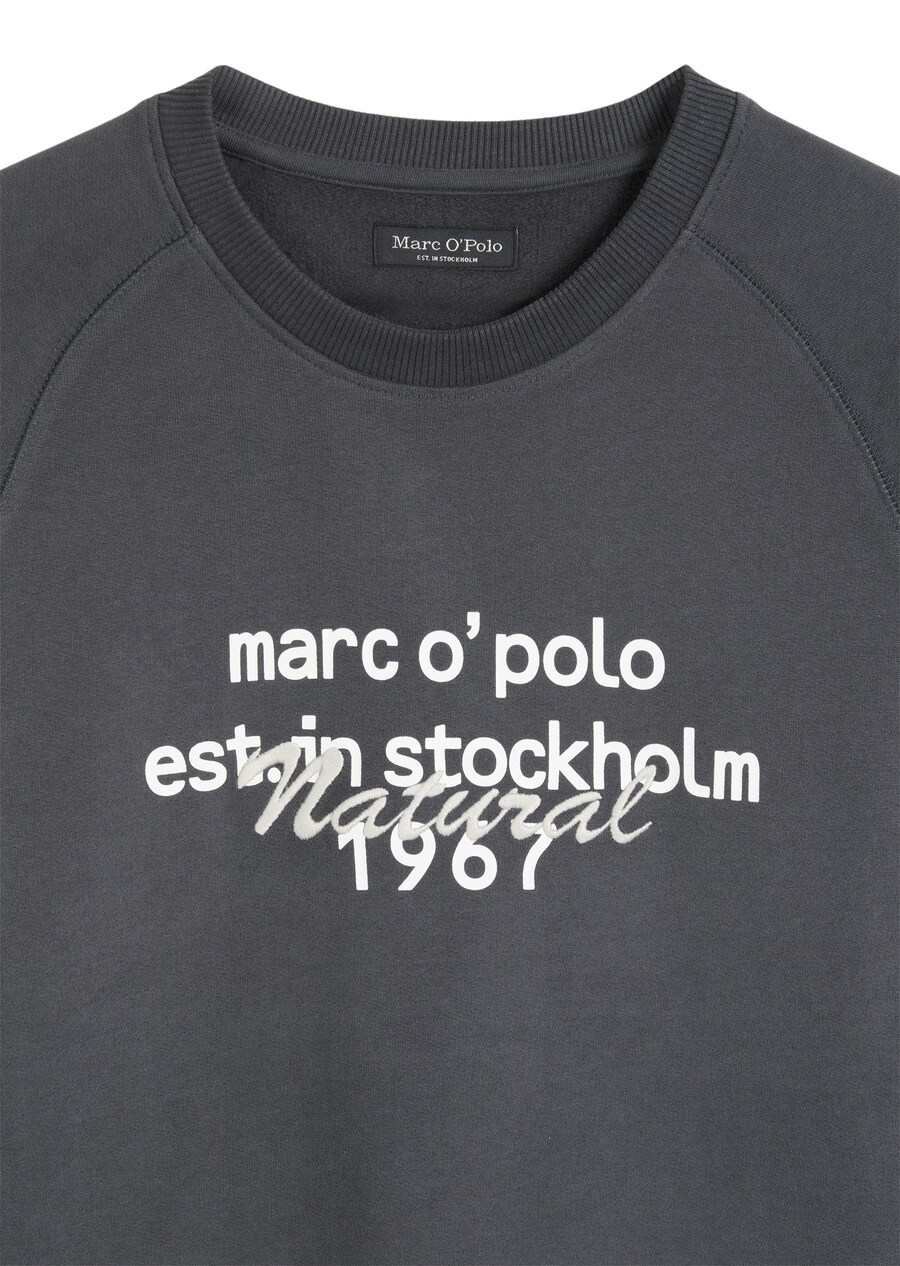 Marc O'Polo
EST. IN STOCKHOLM
marc o'polo
est.in stockholm
Natural
1967